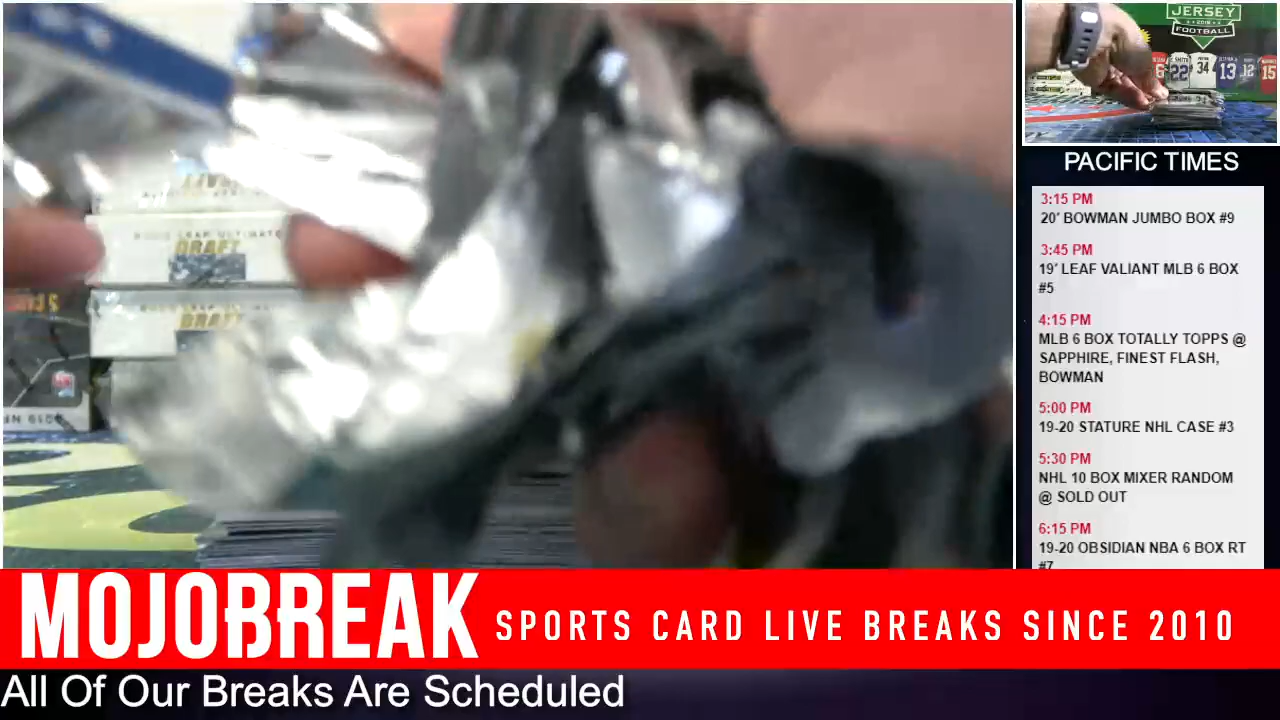 JERSEY
2019
FOOTBALL
22
34
13
12
15
PACIFIC TIMES
3:15 PM
20' BOWMAN JUMBO BOX #9
3:45 PM
19' LEAF VALIANT MLB 6 BOX
#5
4:15 PM
MLB 6 BOX TOTALLY TOPPS @
SAPPHIRE, FINEST FLASH,
BOWMAN
5:00 PM
19-20 STATURE NHL CASE #3
5:30 PM
NHL 10 BOX MIXER RANDOM
@ SOLD OUT
6:15 PM
19-20 OBSIDIAN NBA 6 BOX RT
#7
DRAFT
DRAFT
MOJOBREAK SPORTS CARD LIVE BREAKS SINCE 2010
All Of Our Breaks Are Scheduled